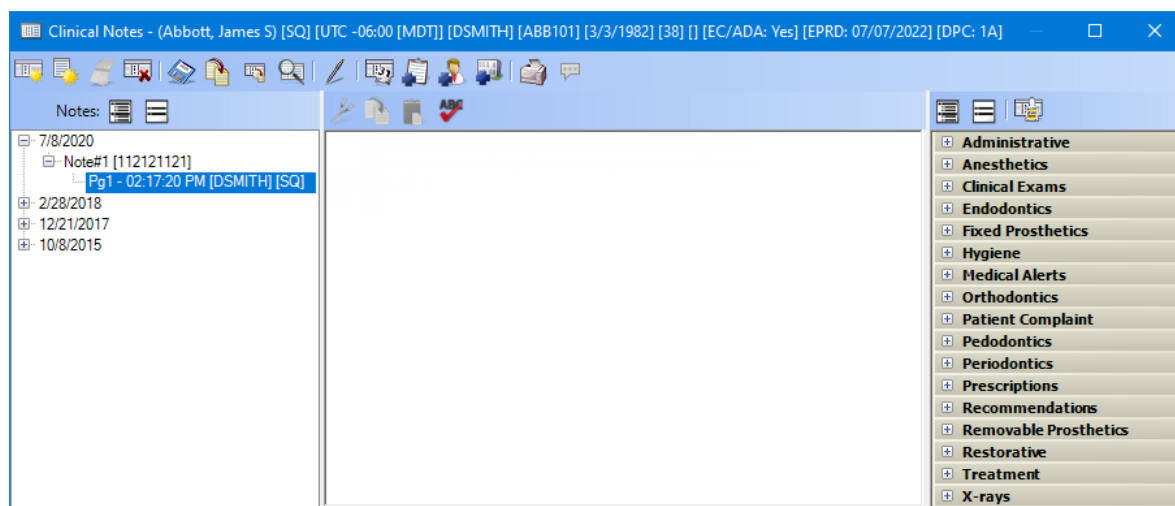 Clinical Notes - (Abbott, James S) [SQ] [UTC -06:00 [MDT]] [DSMITH] [ABB101] [3/3/1982] [38] [] [EC/ADA: Yes] [EPRD: 07/07/2022] [DPC: 1A]
Notes:
ABC
7/8/2020
Note#1 [112121121]
Pg1 - 02:17:20 PM [DSMITH] [SQ]
2/28/2018
12/21/2017
10/8/2015
Administrative
Anesthetics
Clinical Exams
Endodontics
Fixed Prosthetics
Hygiene
Medical Alerts
Orthodontics
Patient Complaint
Pedodontics
Periodontics
Prescriptions
Recommendations
Removable Prosthetics
Restorative
Treatment
X-rays